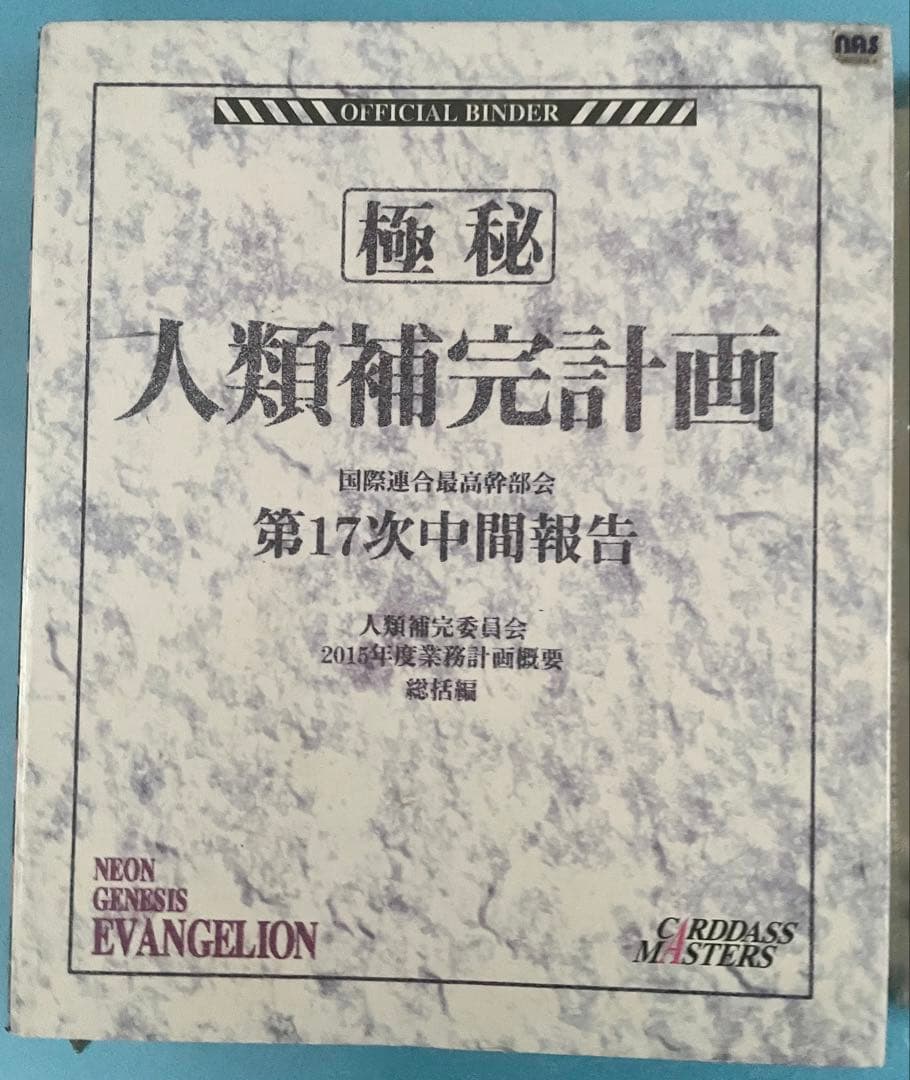 nas
OFFICIAL BINDER
極秘
人類補完計画
国際連合最高幹部会
第17次中間報告
人類補完委員会
2015年度業務計画概要
総括編
NEON
GENESIS
EVANGELION
CARDDASS
MASTERS